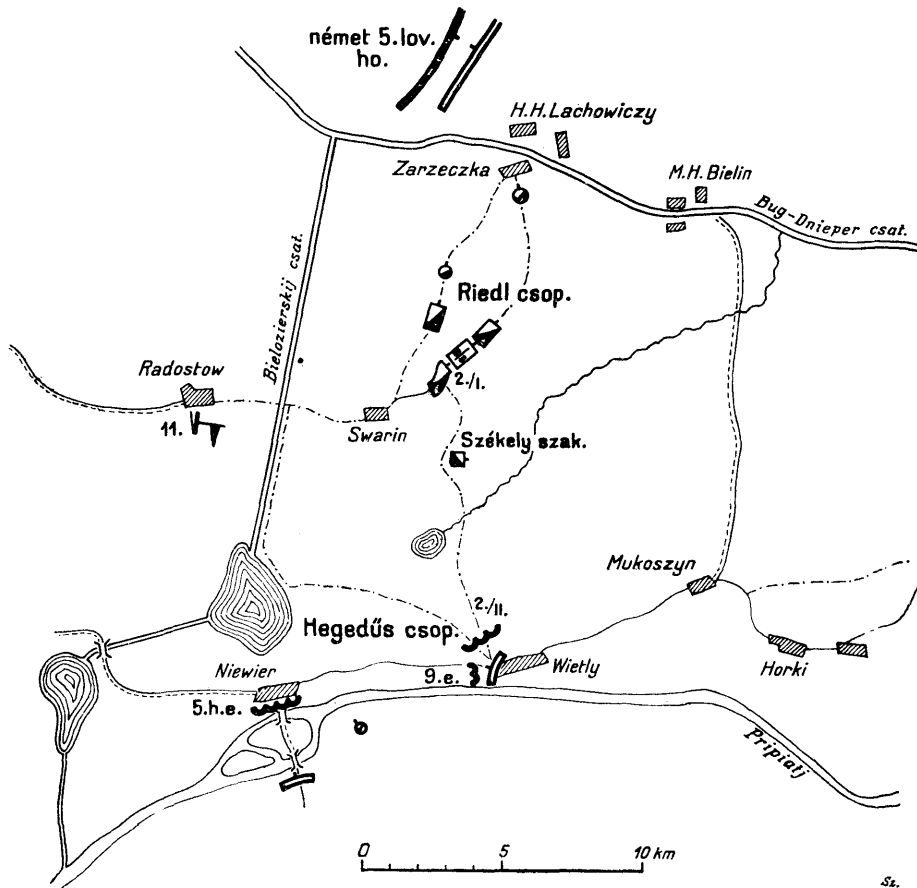 német 5.lov.
ho.
H.H.Lachowiczy
Zarzeczka
M.H.Bielin
Bug-Dnieper csat.
Bielozierskij csat.
Riedl csop.
Radostow
2./I.
11.
Swarin
Székely szak.
Mukoszyn
2./II.
Hegedűs csop.
Niewier
Wietly
Horki
9.e.
5.h.e.
Pripiatj
0 5 10 km
Sz.